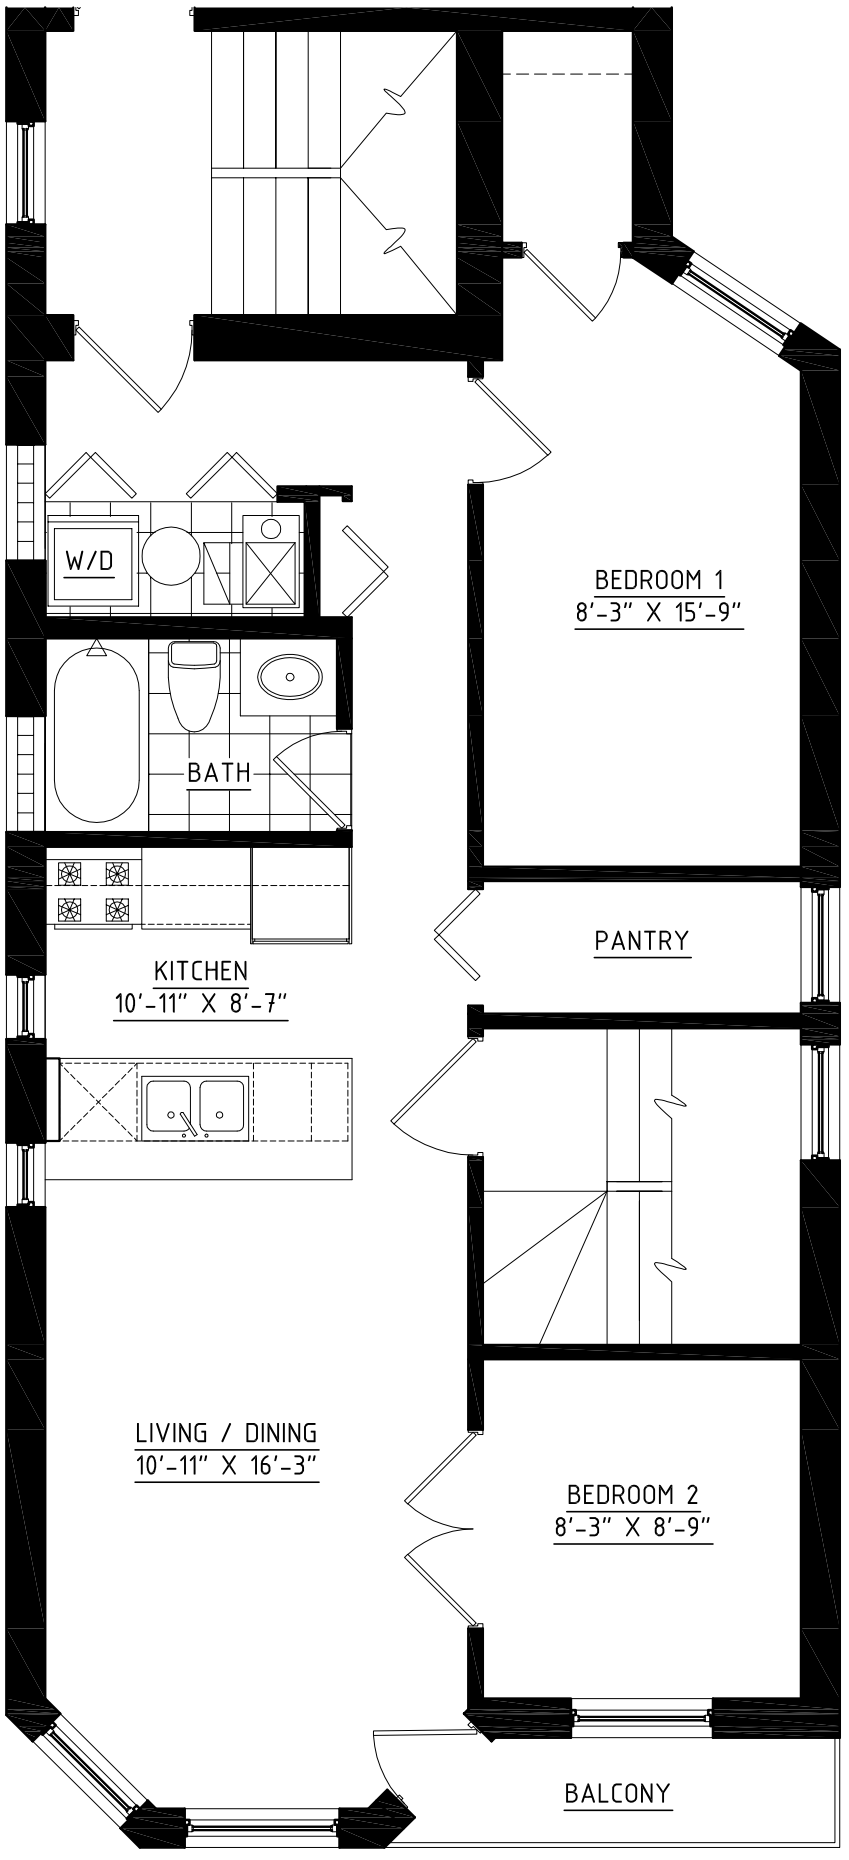 W/D
BEDROOM 1
8'-3" X 15'-9"
BATH
PANTRY
KITCHEN
10'-11" X 8'-7"
LIVING / DINING
10'-11" X 16'-3"
BEDROOM 2
8'-3" X 8'-9"
BALCONY